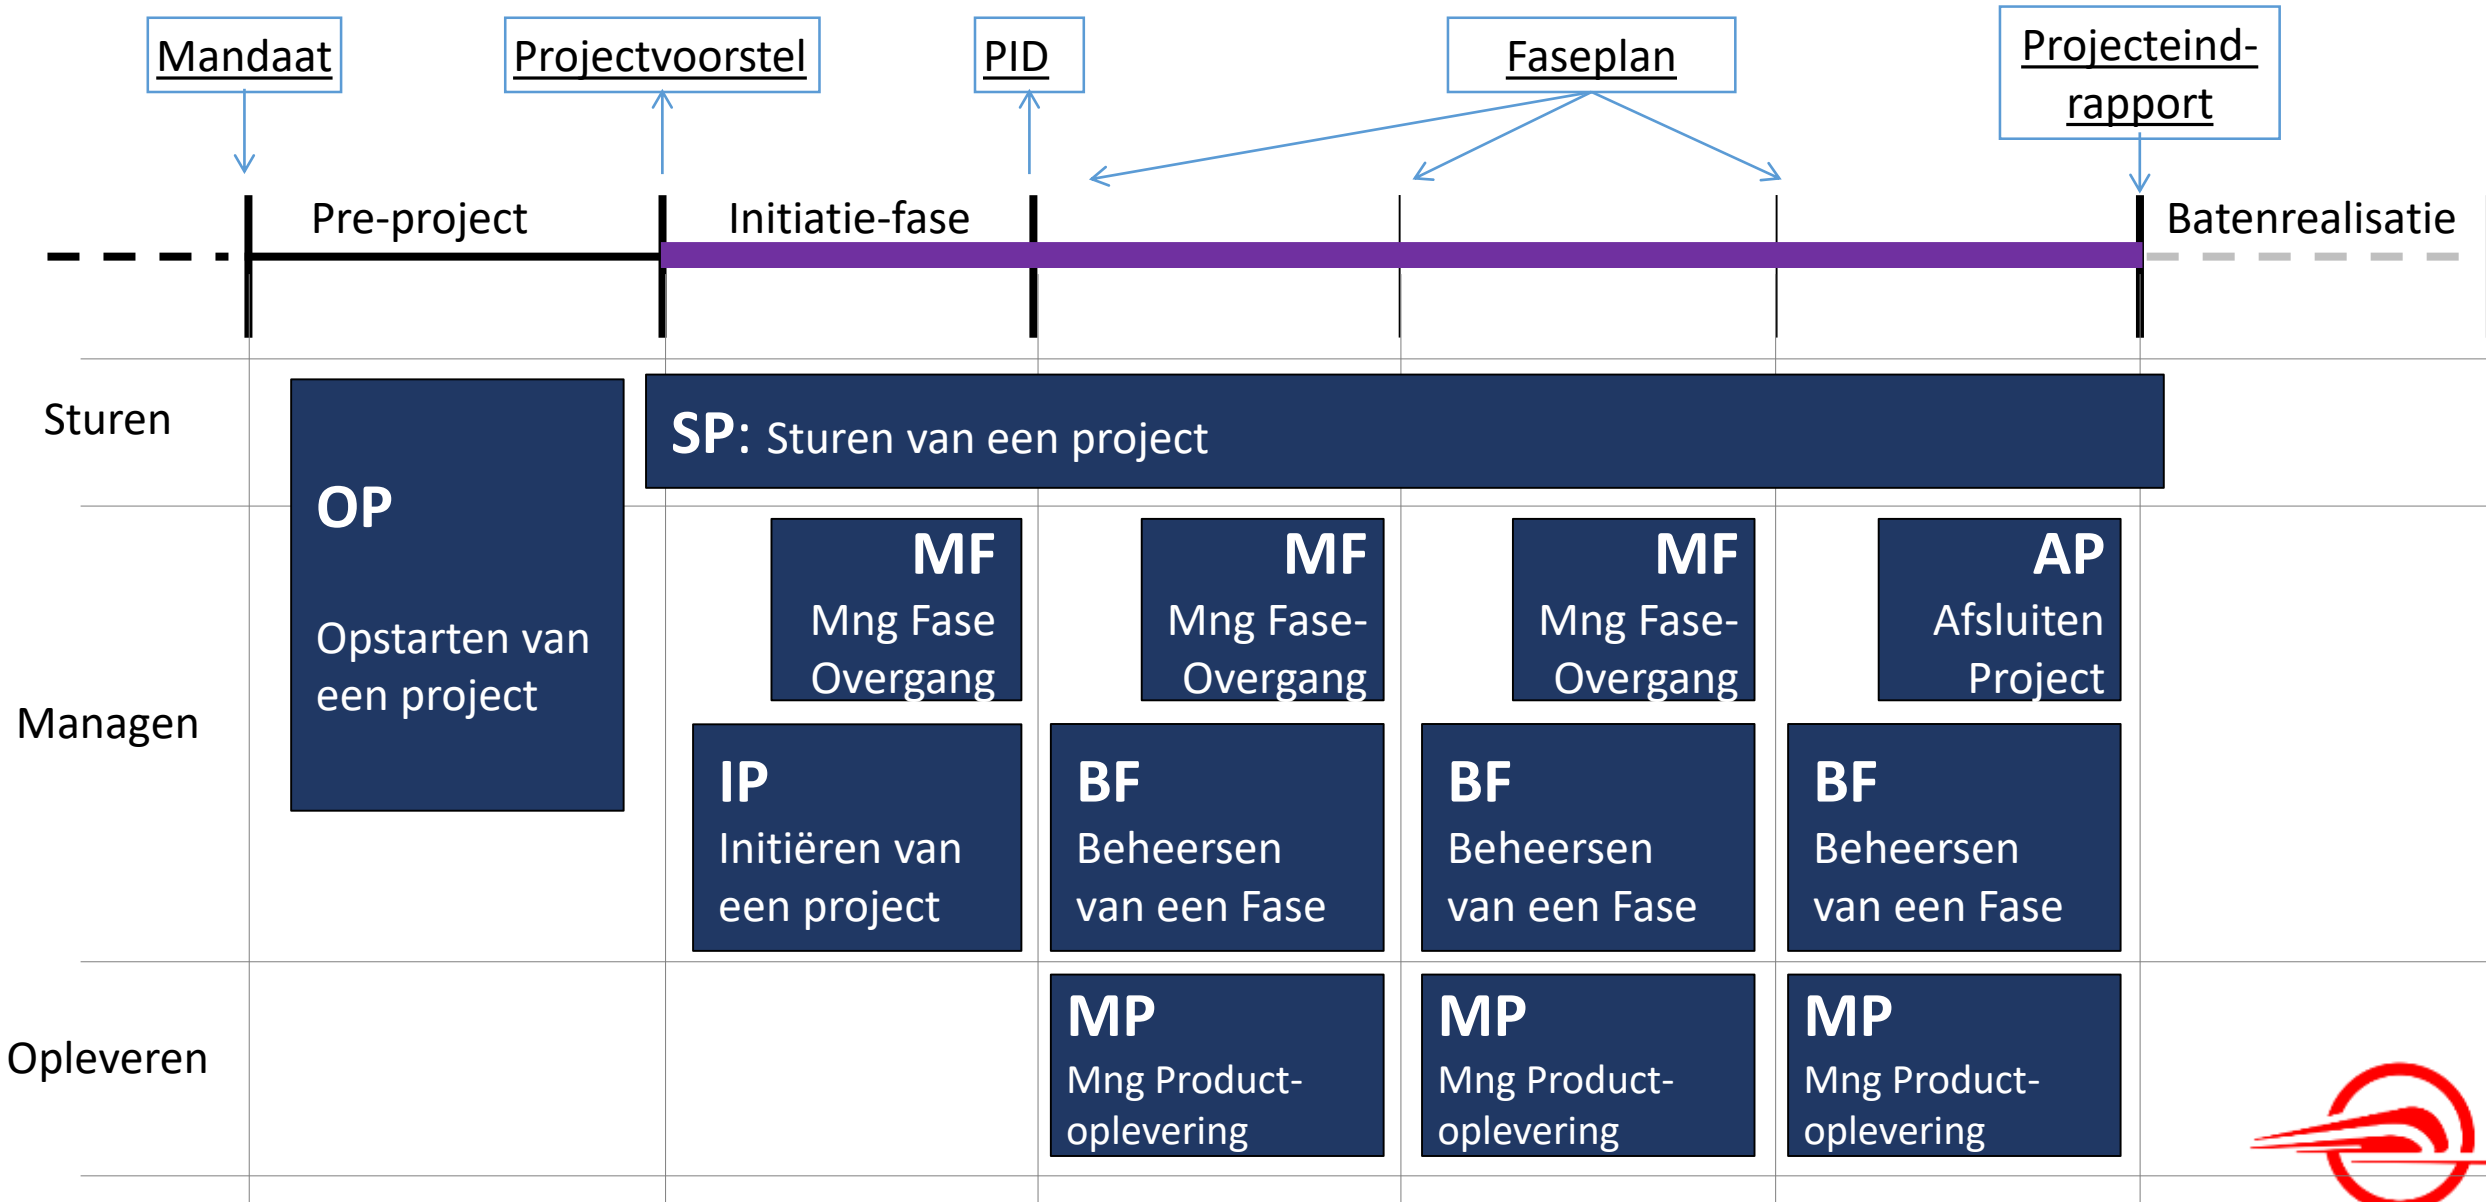 Mandaat
Projectvoorstel
PID
Faseplan
Projecteind-
rapport
Pre-project
Initiatie-fase
Batenrealisatie
Sturen
SP: Sturen van een project
OP
Opstarten van
een project
Managen
MF
Mng Fase
Overgang
MF
Mng Fase-
Overgang
MF
Mng Fase-
Overgang
AP
Afsluiten
Project
IP
Initiëren van
een project
BF
Beheersen
van een Fase
BF
Beheersen
van een Fase
BF
Beheersen
van een Fase
Opleveren
MP
Mng Product-
oplevering
MP
Mng Product-
oplevering
MP
Mng Product-
oplevering